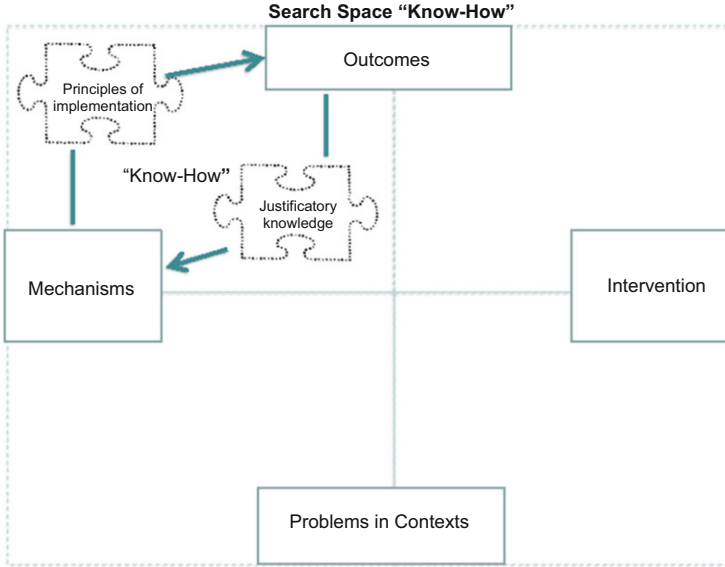 Search Space “Know-How”
Outcomes
Principles of
implementation
“Know-How”
Justificatory
knowledge
Mechanisms
Intervention
Problems in Contexts